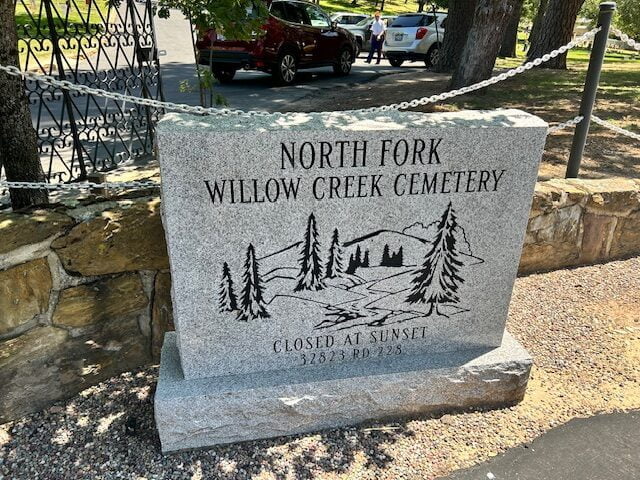 NORTH FORK
WILLOW CREEK CEMETERY
CLOSED AT SUNSET
32823 RD 228